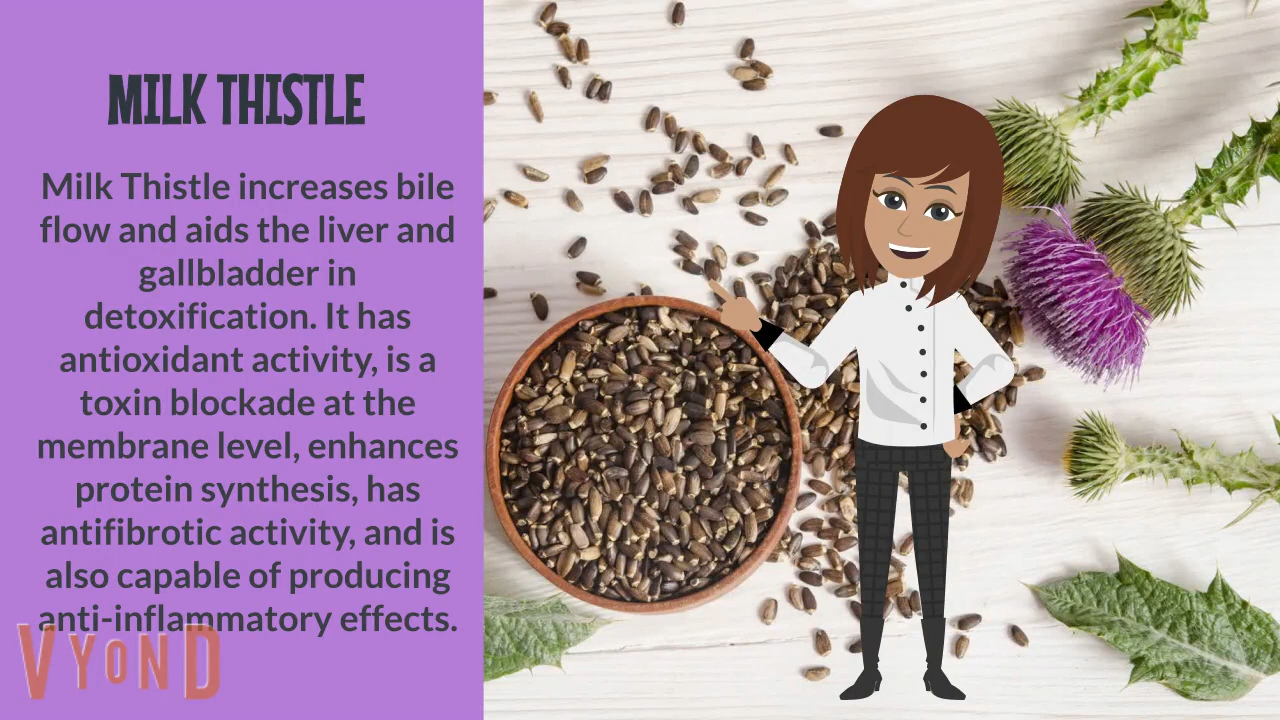 MILK THISTLE
Milk Thistle increases bile
flow and aids the liver and
gallbladder in
detoxification. It has
antioxidant activity, is a
toxin blockade at the
membrane level, enhances
protein synthesis, has
antifibrotic activity, and is
also capable of producing
anti-inflammatory effects.
VYOND